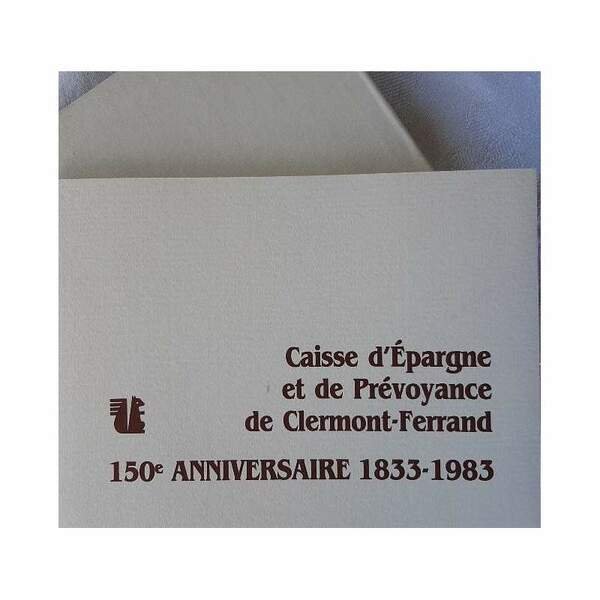 Caisse d'Épargne
et de Prévoyance
de Clermont-Ferrand
150e ANNIVERSAIRE 1833-1983